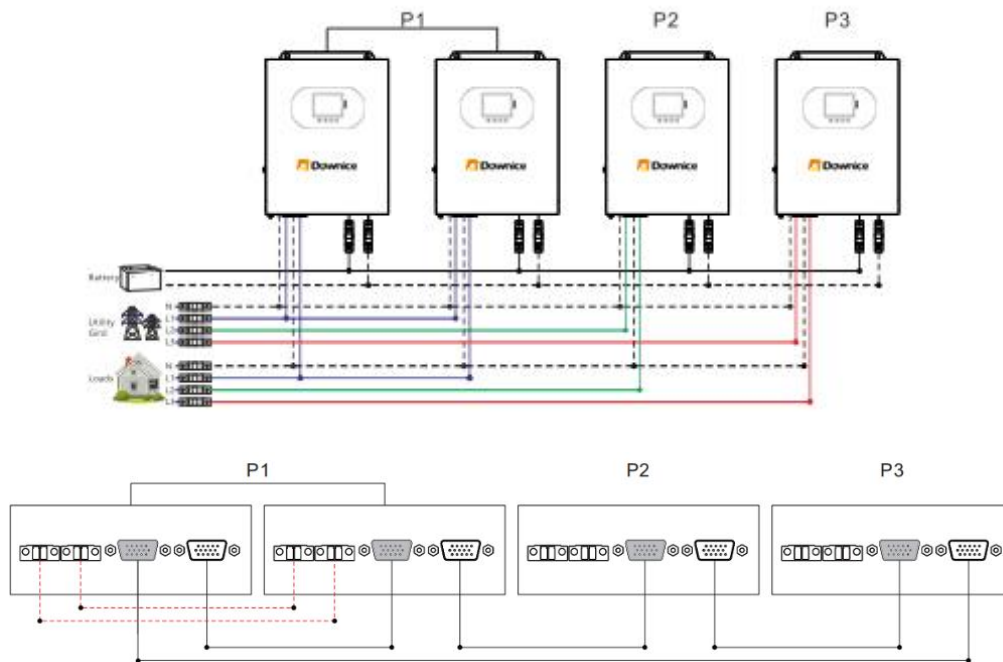 P1 P2 P3
Downice Downice Downice Downice
Battery
N
Utility L1
Grid L2
L3
N
Loads L1
L2
L3
P1 P2 P3